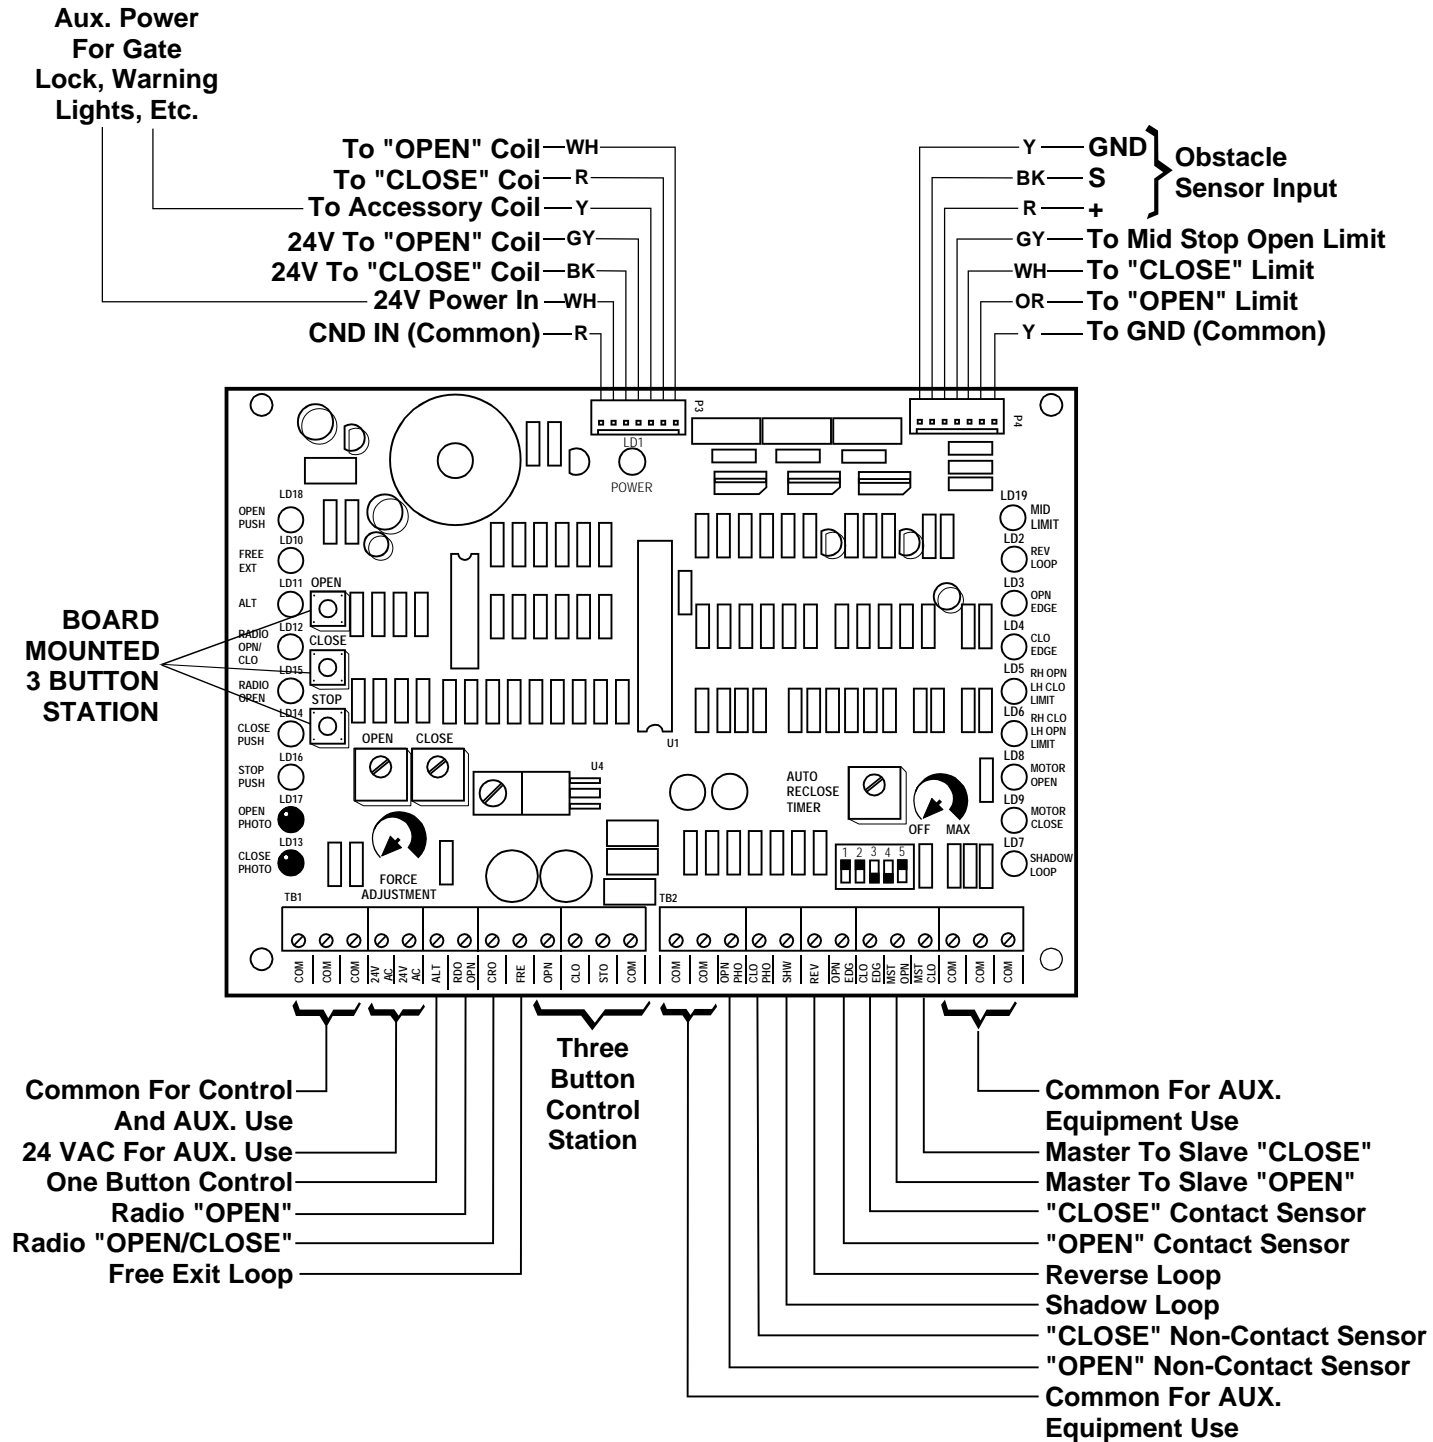 Aux. Power
For Gate
Lock, Warning
Lights, Etc.
To "OPEN" Coil WH
To "CLOSE" Coi R
To Accessory Coil Y
24V To "OPEN" Coil GY
24V To "CLOSE" Coil BK
24V Power In WH
CND IN (Common) R
Y GND
BK S
R +
Obstacle
Sensor Input
GY To Mid Stop Open Limit
WH To "CLOSE" Limit
OR To "OPEN" Limit
Y To GND (Common)
P3
P4
LD1
POWER
LD18
OPEN
PUSH
LD10
FREE
EXT
LD11
ALT
LD12
RADIO
OPN/
CLO
LD15
RADIO
OPEN
LD14
CLOSE
PUSH
LD16
STOP
PUSH
LD17
OPEN
PHOTO
LD13
CLOSE
PHOTO
OPEN
CLOSE
STOP
BOARD
MOUNTED
3 BUTTON
STATION
OPEN CLOSE
FORCE
ADJUSTMENT
U4
U1
AUTO
RECLOSE
TIMER
OFF MAX
1 2 3 4 5
LD19
MID
LIMIT
LD2
REV
LOOP
LD3
OPN
EDGE
LD4
CLO
EDGE
LD5
RH OPN
LH CLO
LIMIT
LD6
RH CLO
LH OPN
LIMIT
LD8
MOTOR
OPEN
LD9
MOTOR
CLOSE
LD7
SHADOW
LOOP
TB1
COM
COM
COM
24V
AC
24V
AC
ALT
RDO
OPN
CRO
FRE
OPN
CLO
STO
COM
TB2
COM
COM
OPN
PHO
CLO
PHO
SHW
REV
OPN
EDG
CLO
EDG
MST
OPN
MST
CLO
COM
COM
COM
Common For Control
And AUX. Use
24 VAC For AUX. Use
One Button Control
Radio "OPEN"
Radio "OPEN/CLOSE"
Free Exit Loop
Three
Button
Control
Station
Common For AUX.
Equipment Use
Master To Slave "CLOSE"
Master To Slave "OPEN"
"CLOSE" Contact Sensor
"OPEN" Contact Sensor
Reverse Loop
Shadow Loop
"CLOSE" Non-Contact Sensor
"OPEN" Non-Contact Sensor
Common For AUX.
Equipment Use